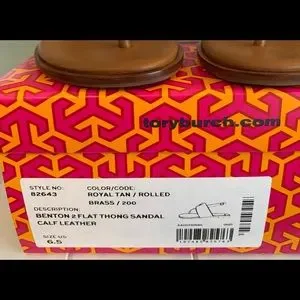 toryburch.com
STYLE NO:
82643
COLOR/CODE:
ROYAL TAN / ROLLED
BRASS / 200
DESCRIPTION:
BENTON 2 FLAT THONG SANDAL
CALF LEATHER
SIZE US
6.5